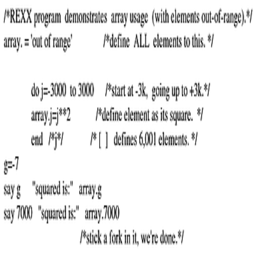 /*REXX program demonstrates array usage (with elements out-of-range).*/
array. = 'out of range' /*define ALL elements to this. */
do j=-3000 to 3000 /*start at -3k, going up to +3k.*/
array.j=j**2 /*define element as its square. */
end /*j*/ /* [ ] defines 6,001 elements. */
g=-7
say g "squared is:" array.g
say 7000 "squared is:" array.7000
/*stick a fork in it, we're done.*/